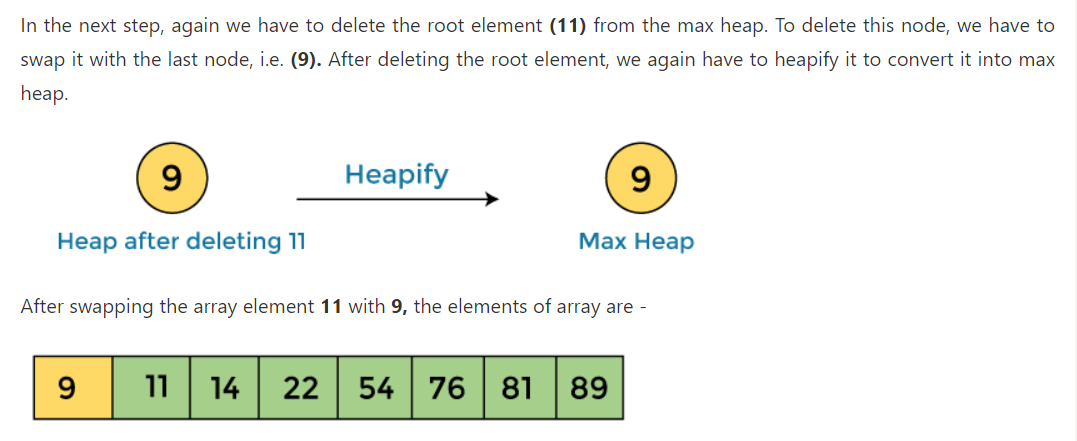 In the next step, again we have to delete the root element (11) from the max heap. To delete this node, we have to
swap it with the last node, i.e. (9). After deleting the root element, we again have to heapify it to convert it into max
heap.
9
Heapify
9
Heap after deleting 11
Max Heap
After swapping the array element 11 with 9, the elements of array are -
9 11 14 22 54 76 81 89